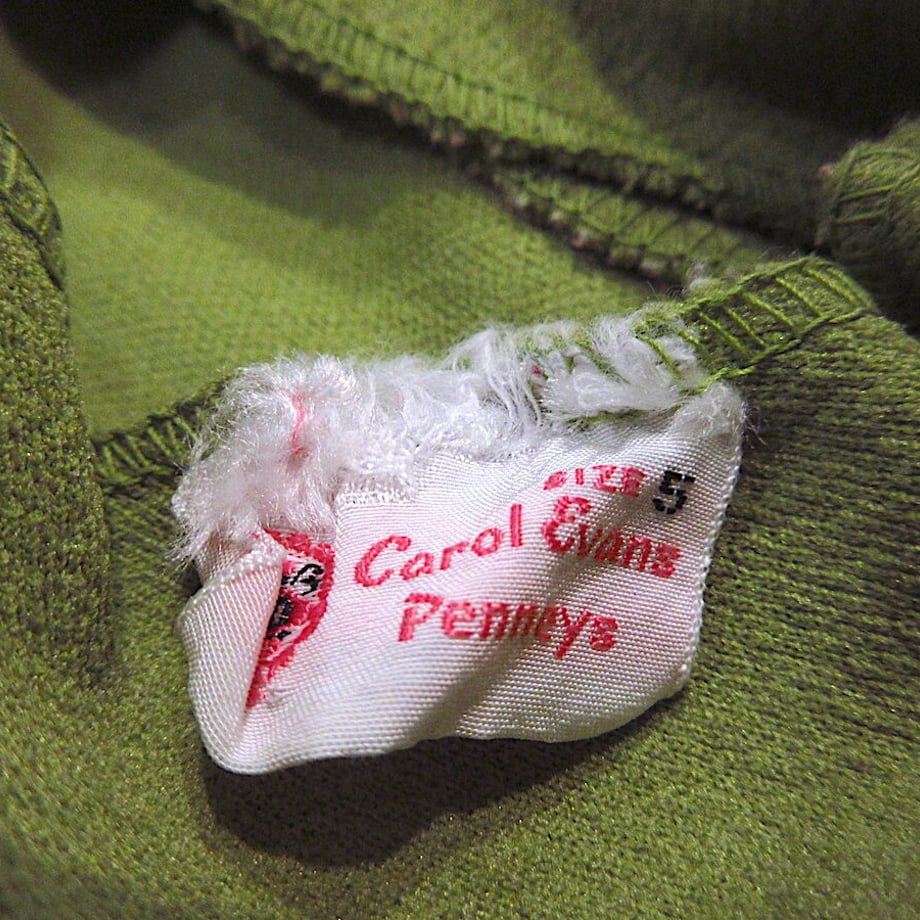 SIZE 5
Carol Evans
Penneys